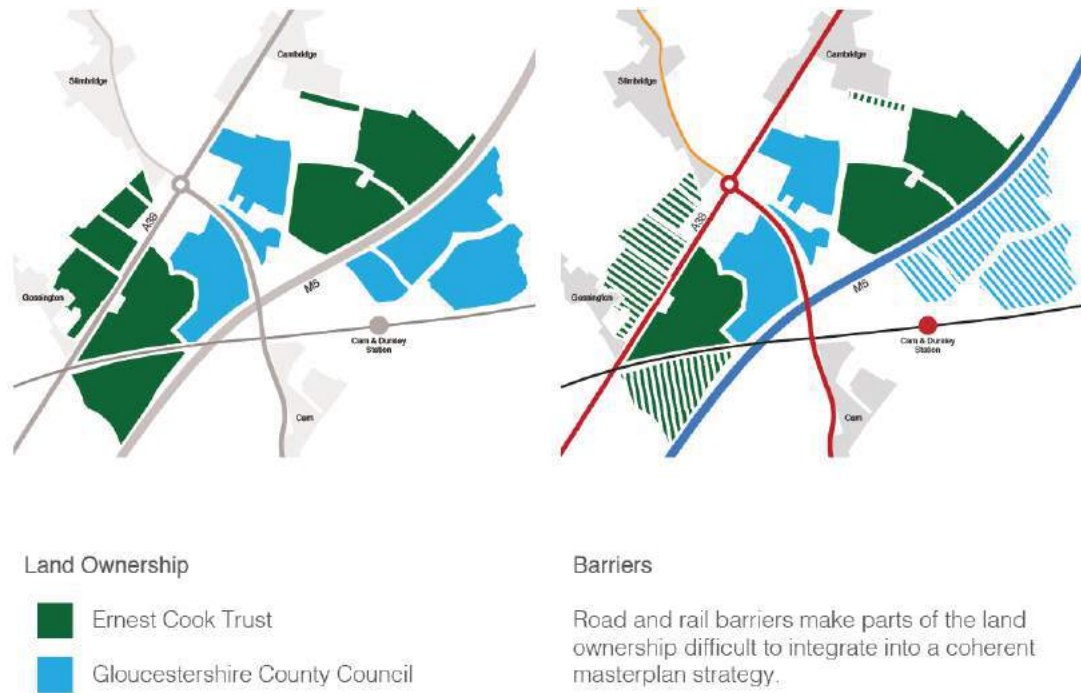 Cambridge
Slimbridge
A38
Gossington
M5
Cam & Dursley
Station
Cam
Cambridge
Slimbridge
A38
Gossington
M5
Cam & Dursley
Station
Cam
Land Ownership
Ernest Cook Trust
Gloucestershire County Council
Barriers
Road and rail barriers make parts of the land
ownership difficult to integrate into a coherent
masterplan strategy.